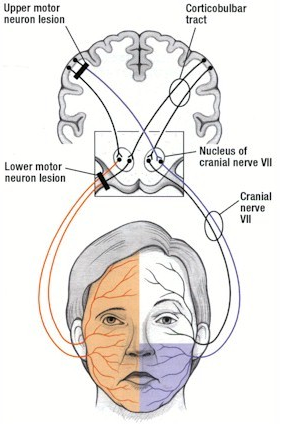 Upper motor
neuron lesion
Corticobulbar
tract
Nucleus of
cranial nerve VII
Lower motor
neuron lesion
Cranial
nerve
VII